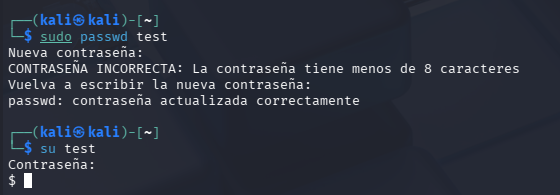 ┌──(kali㉿kali)-[~]
└─$ sudo passwd test
Nueva contraseña:
CONTRASEÑA INCORRECTA: La contraseña tiene menos de 8 caracteres
Vuelva a escribir la nueva contraseña:
passwd: contraseña actualizada correctamente
┌──(kali㉿kali)-[~]
└─$ su test
Contraseña:
$